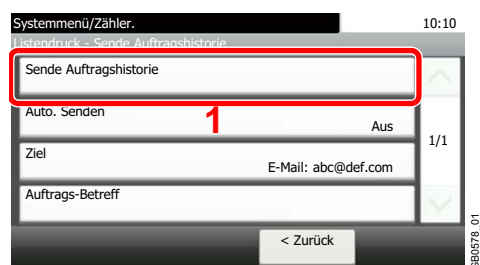 Systemmenü/Zähler.
10:10
Listendruck - Sende Auftragshistorie
Sende Auftragshistorie
1
Auto. Senden
Aus
1/1
Ziel
E-Mail: abc@def.com
Auftrags-Betreff
< Zurück
GB0578_01